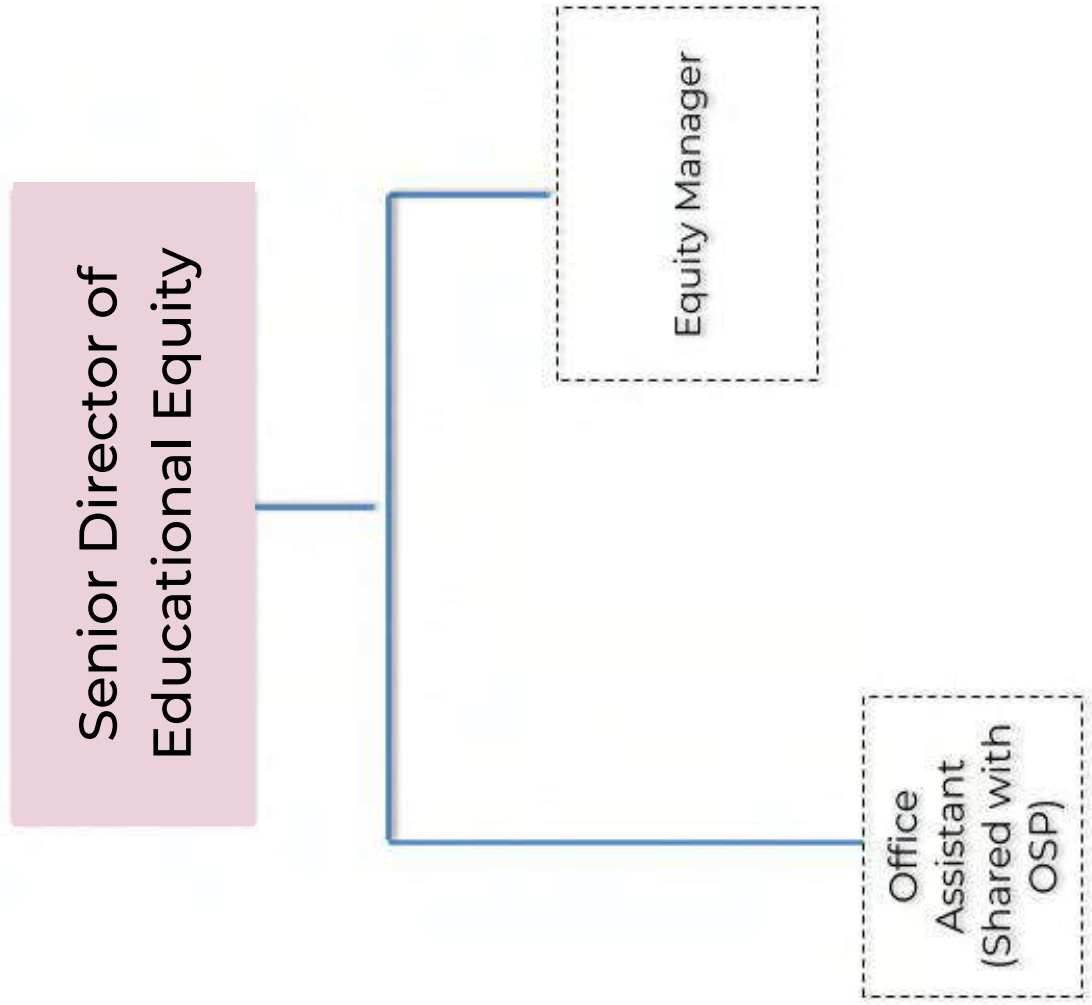 Senior Director of
Educational Equity
Office
Assistant
(Shared with
OSP)
Equity Manager